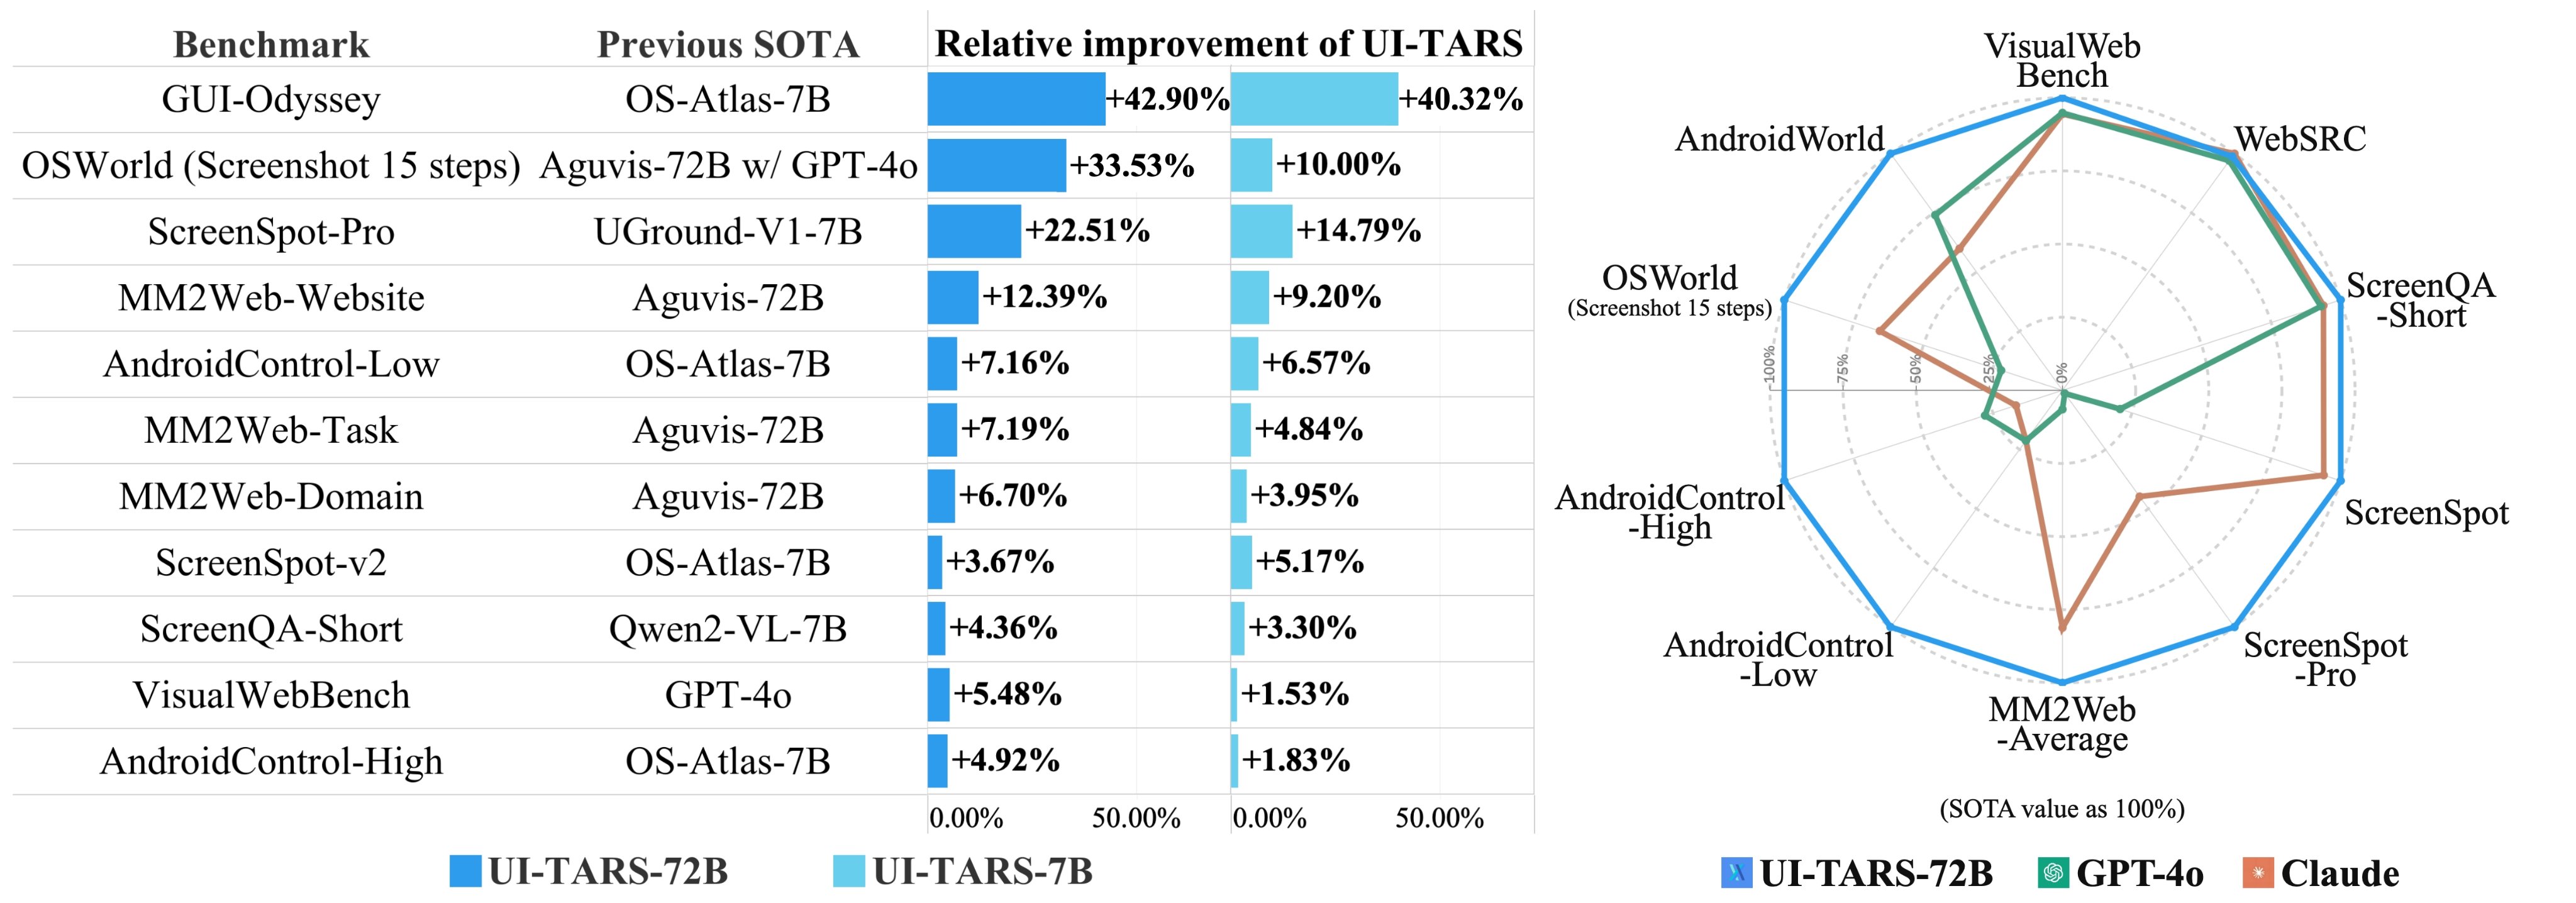 Benchmark Previous SOTA Relative improvement of UI-TARS
GUI-Odyssey OS-Atlas-7B +42.90% +40.32%
OSWorld (Screenshot 15 steps) Aguvis-72B w/ GPT-4o +33.53% +10.00%
ScreenSpot-Pro UGround-V1-7B +22.51% +14.79%
MM2Web-Website Aguvis-72B +12.39% +9.20%
AndroidControl-Low OS-Atlas-7B +7.16% +6.57%
MM2Web-Task Aguvis-72B +7.19% +4.84%
MM2Web-Domain Aguvis-72B +6.70% +3.95%
ScreenSpot-v2 OS-Atlas-7B +3.67% +5.17%
ScreenQA-Short Qwen2-VL-7B +4.36% +3.30%
VisualWebBench GPT-4o +5.48% +1.53%
AndroidControl-High OS-Atlas-7B +4.92% +1.83%
0.00% 50.00% 0.00% 50.00%
UI-TARS-72B UI-TARS-7B
VisualWeb
Bench
AndroidWorld
WebSRC
OSWorld
(Screenshot 15 steps)
ScreenQA
-Short
100% 75% 50% 25% 0%
AndroidControl
-High
ScreenSpot
AndroidControl
-Low
ScreenSpot
-Pro
MM2Web
-Average
(SOTA value as 100%)
UI-TARS-72B GPT-4o Claude